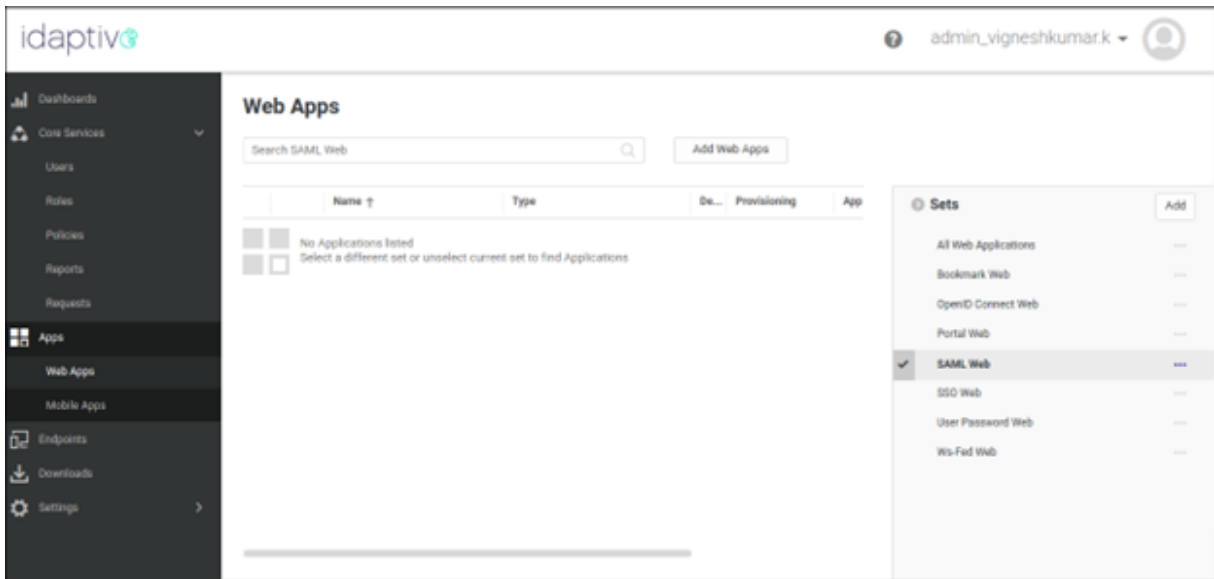 idaptive
admin_vigneshkumar.k
Dashboards
Core Services
Users
Roles
Policies
Reports
Requests
Apps
Web Apps
Mobile Apps
Endpoints
Downloads
Settings
Web Apps
Search SAML Web
Add Web Apps
Name ↑ Type De... Provisioning App
No Applications listed
Select a different set or unselect current set to find Applications
Sets Add
All Web Applications
Bookmark Web
OpenID Connect Web
Portal Web
SAML Web
SSO Web
User Password Web
Ws-Fed Web